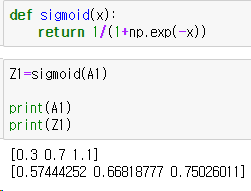 def sigmoid(x):
    return 1/(1+np.exp(-x))
Z1=sigmoid(A1)
print(A1)
print(Z1)
[0.3 0.7 1.1]
[0.57444252 0.66818777 0.75026011]